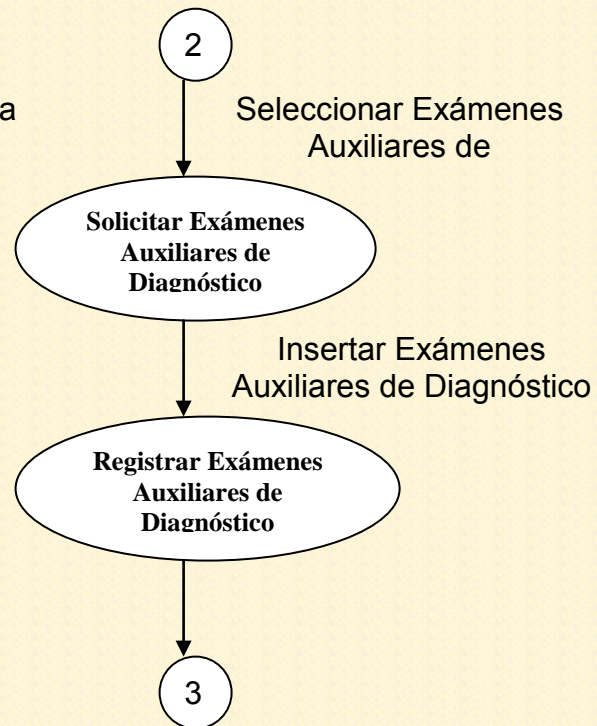 2
a
Seleccionar Exámenes
Auxiliares de
Solicitar Exámenes
Auxiliares de
Diagnóstico
Insertar Exámenes
Auxiliares de Diagnóstico
Registrar Exámenes
Auxiliares de
Diagnóstico
3